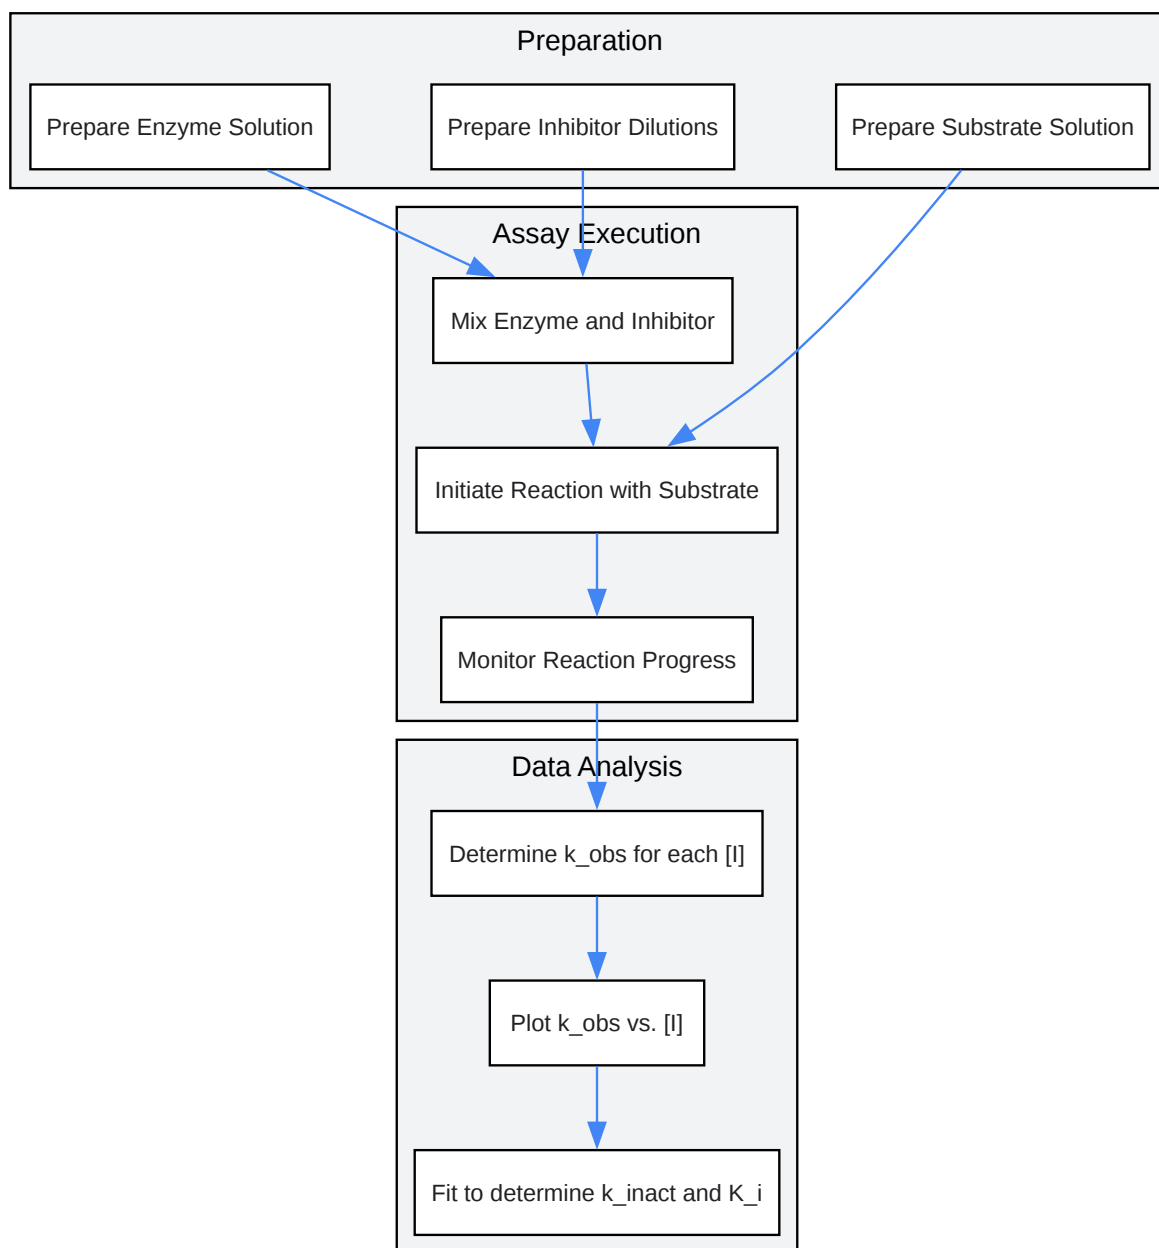 Preparation
Prepare Enzyme Solution
Prepare Inhibitor Dilutions
Prepare Substrate Solution
Assay Execution
Mix Enzyme and Inhibitor
Initiate Reaction with Substrate
Monitor Reaction Progress
Data Analysis
Determine k_obs for each [I]
Plot k_obs vs. [I]
Fit to determine k_inact and K_i